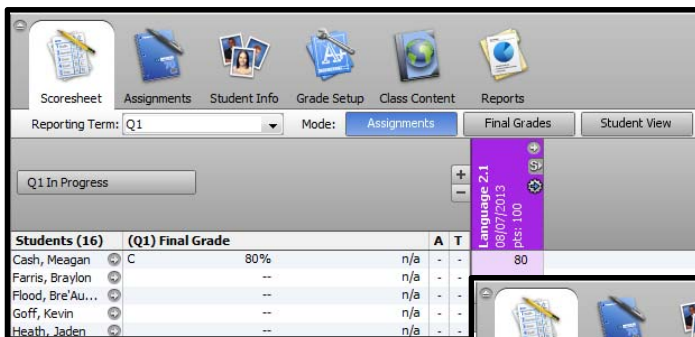 Scoresheet Assignments Student Info Grade Setup Class Content Reports
Reporting Term: Q1 Mode: Assignments Final Grades Student View
Q1 In Progress
+
−
Language 2.1
08/07/2013
pts: 100
Students (16) (Q1) Final Grade A T
Cash, Meagan C 80% n/a - - 80
Farris, Braylon -- n/a - -
Flood, Bre'Au... -- n/a - -
Goff, Kevin -- n/a - -
Heath, Jaden -- n/a - -